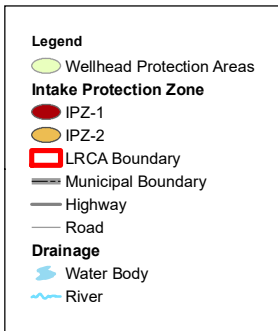 Legend
Wellhead Protection Areas
Intake Protection Zone
IPZ-1
IPZ-2
LRCA Boundary
Municipal Boundary
Highway
Road
Drainage
Water Body
River